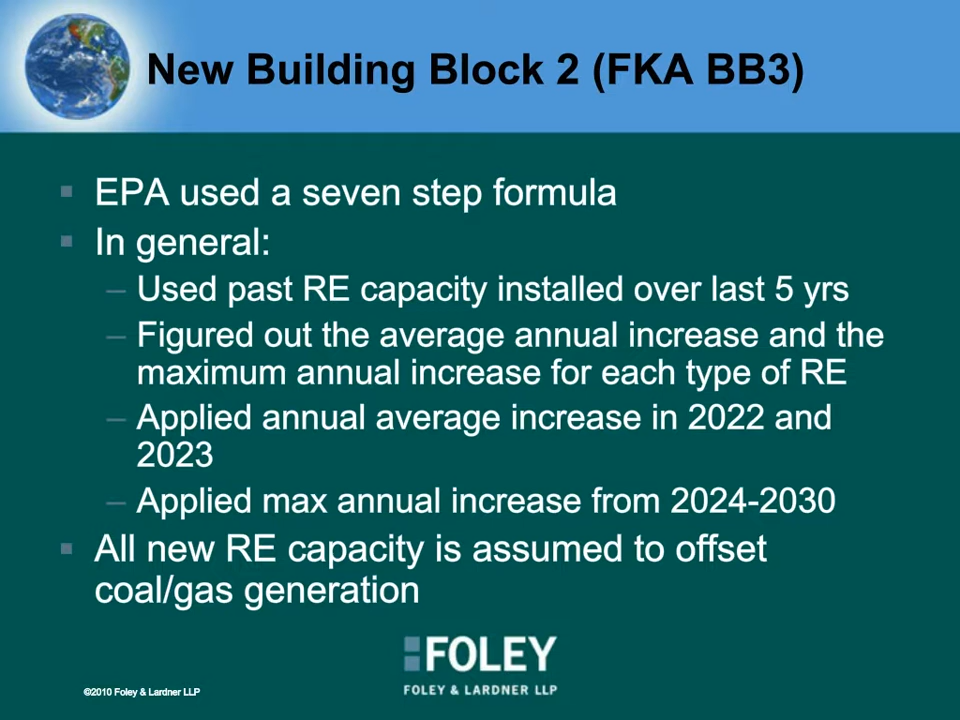 New Building Block 2 (FKA BB3)
▪ EPA used a seven step formula
▪ In general:
– Used past RE capacity installed over last 5 yrs
– Figured out the average annual increase and the
maximum annual increase for each type of RE
– Applied annual average increase in 2022 and
2023
– Applied max annual increase from 2024-2030
▪ All new RE capacity is assumed to offset
coal/gas generation
FOLEY
FOLEY & LARDNER LLP
©2010 Foley & Lardner LLP